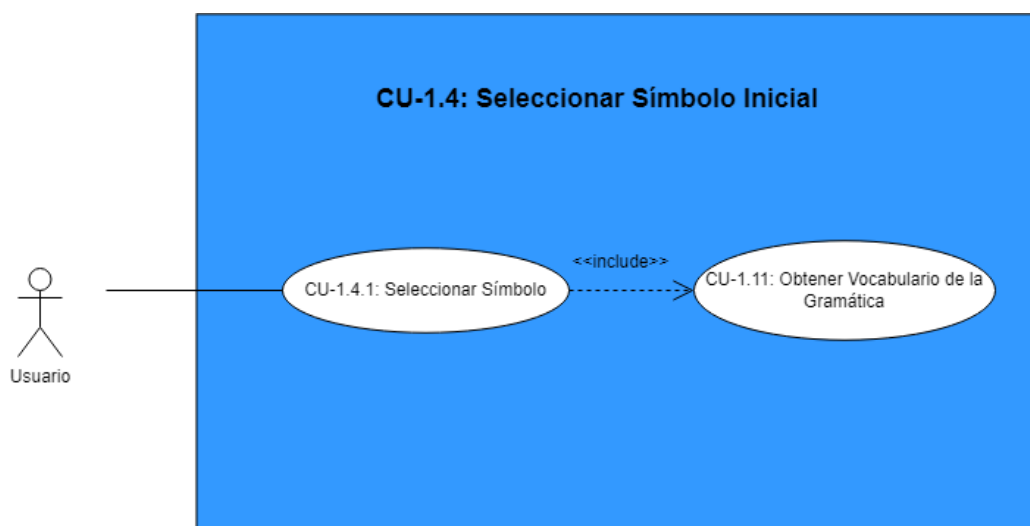 CU-1.4: Seleccionar Símbolo Inicial
<<include>>
CU-1.4.1: Seleccionar Símbolo
CU-1.11: Obtener Vocabulario de la
Gramática
Usuario